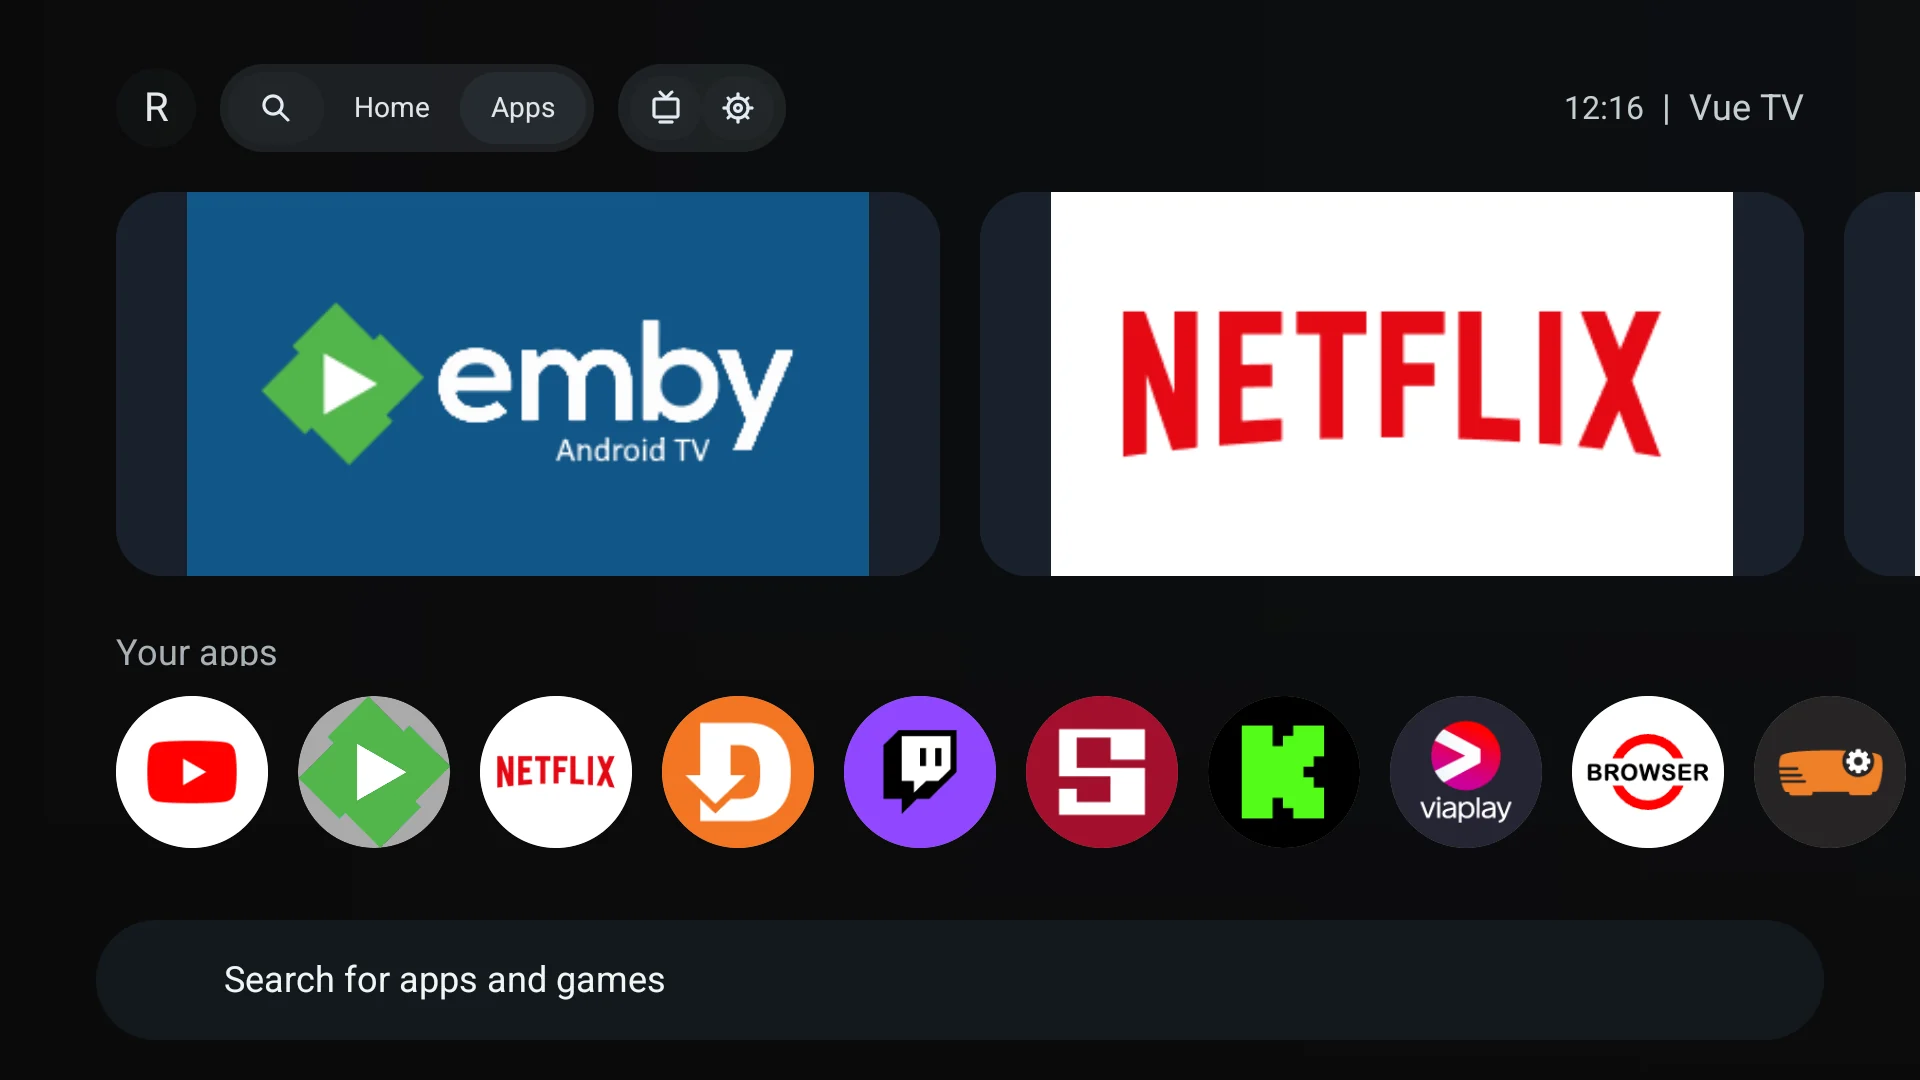 R
Home
Apps
12:16 | Vue TV
emby
Android TV
NETFLIX
Your apps
NETFLIX
D
S
K
viaplay
BROWSER
Search for apps and games